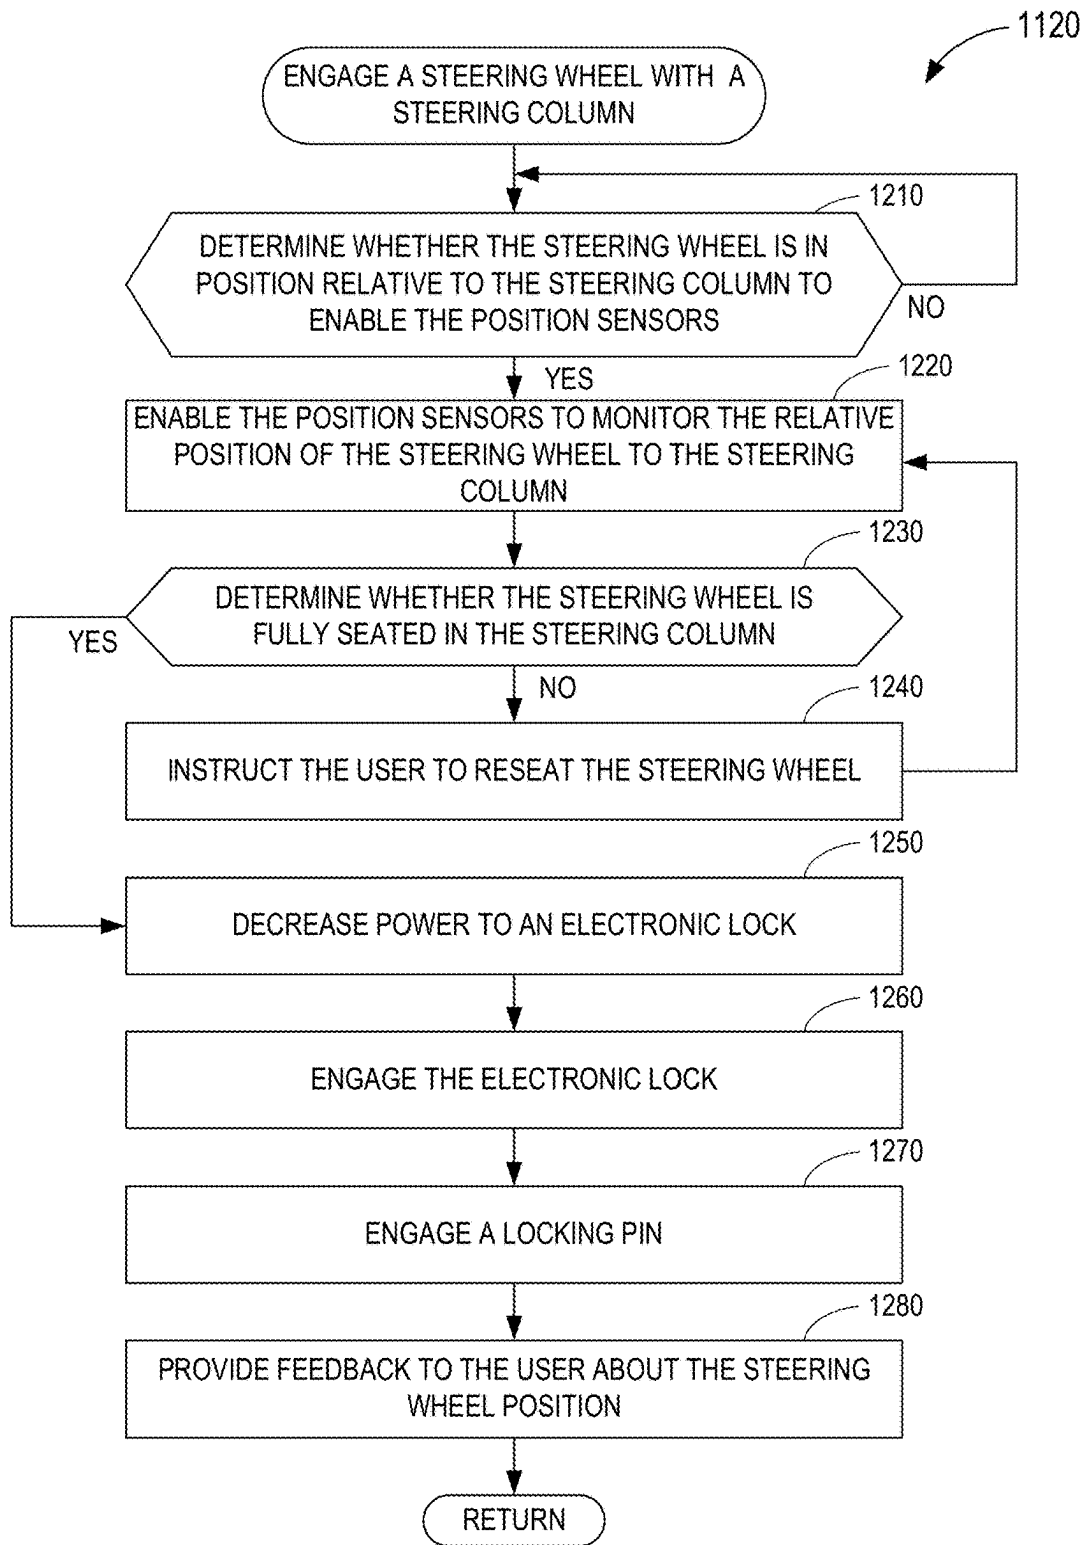 1120
ENGAGE A STEERING WHEEL WITH A
STEERING COLUMN
1210
DETERMINE WHETHER THE STEERING WHEEL IS IN
POSITION RELATIVE TO THE STEERING COLUMN TO
ENABLE THE POSITION SENSORS
NO
YES
1220
ENABLE THE POSITION SENSORS TO MONITOR THE RELATIVE
POSITION OF THE STEERING WHEEL TO THE STEERING
COLUMN
1230
DETERMINE WHETHER THE STEERING WHEEL IS
FULLY SEATED IN THE STEERING COLUMN
YES
NO
1240
INSTRUCT THE USER TO RESEAT THE STEERING WHEEL
1250
DECREASE POWER TO AN ELECTRONIC LOCK
1260
ENGAGE THE ELECTRONIC LOCK
1270
ENGAGE A LOCKING PIN
1280
PROVIDE FEEDBACK TO THE USER ABOUT THE STEERING
WHEEL POSITION
RETURN